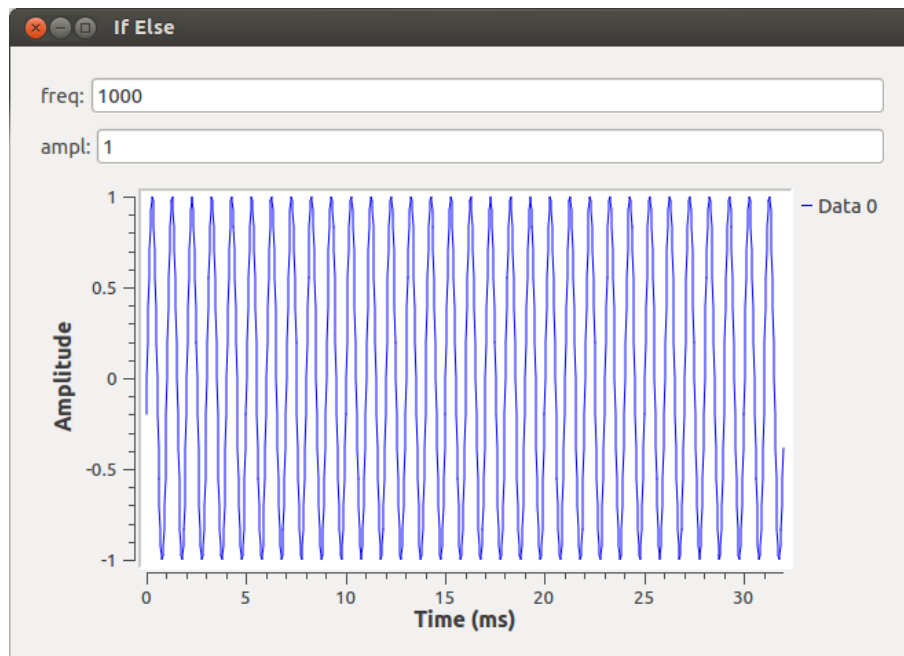 If Else
freq: 1000
ampl: 1
1
0.5
0
-0.5
-1
Amplitude
Data 0
0 5 10 15 20 25 30
Time (ms)